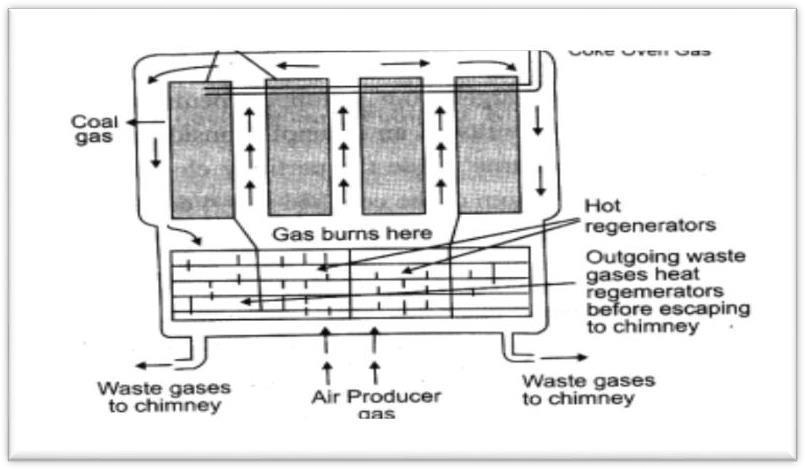 Coke Oven Gas
Coal
gas
Hot
regenerators
Gas burns here
Outgoing waste
gases heat
regemerators
before escaping
to chimney
Waste gases
to chimney
Air Producer
gas
Waste gases
to chimney